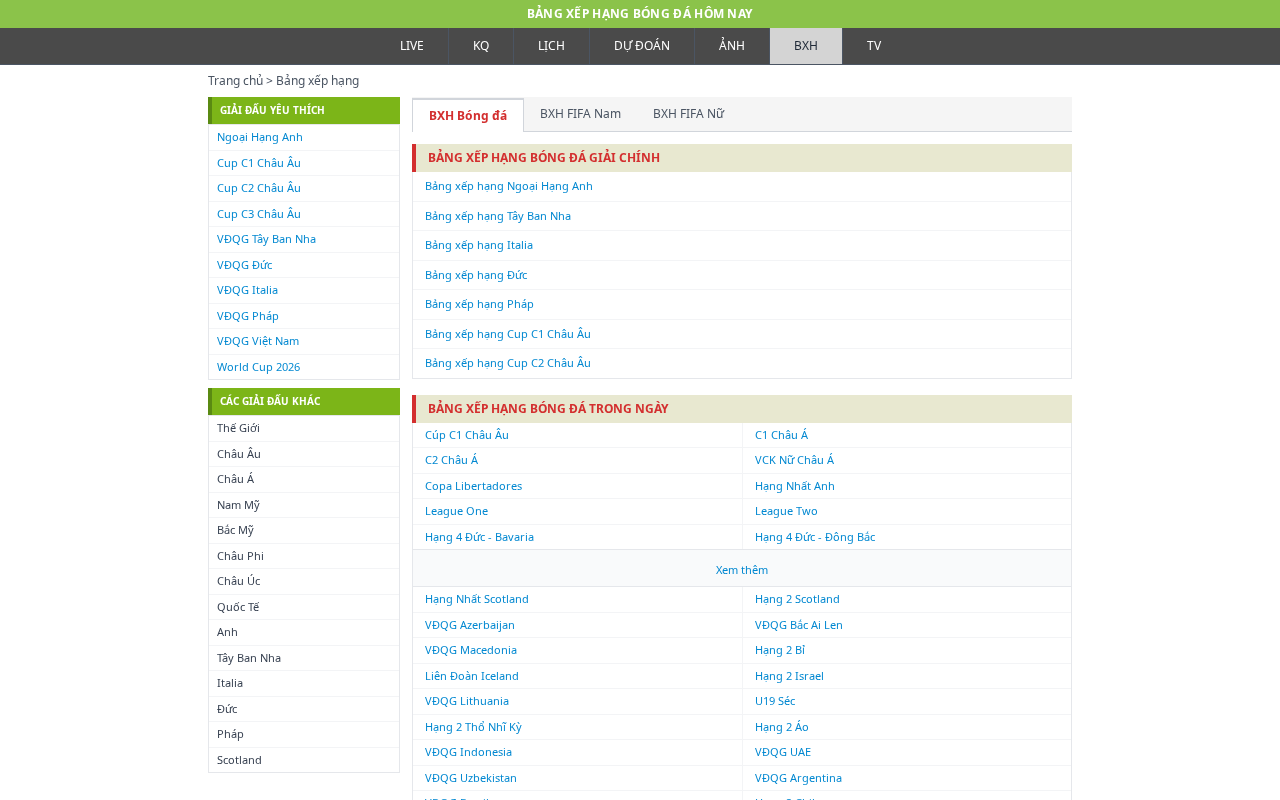 BẢNG XẾP HẠNG BÓNG ĐÁ HÔM NAY
LIVE KQ LỊCH DỰ ĐOÁN ẢNH BXH TV
Trang chủ > Bảng xếp hạng
GIẢI ĐẤU YÊU THÍCH
Ngoại Hạng Anh
Cup C1 Châu Âu
Cup C2 Châu Âu
Cup C3 Châu Âu
VĐQG Tây Ban Nha
VĐQG Đức
VĐQG Italia
VĐQG Pháp
VĐQG Việt Nam
World Cup 2026
CÁC GIẢI ĐẤU KHÁC
Thế Giới
Châu Âu
Châu Á
Nam Mỹ
Bắc Mỹ
Châu Phi
Châu Úc
Quốc Tế
Anh
Tây Ban Nha
Italia
Đức
Pháp
Scotland
BXH Bóng đá BXH FIFA Nam BXH FIFA Nữ
BẢNG XẾP HẠNG BÓNG ĐÁ GIẢI CHÍNH
Bảng xếp hạng Ngoại Hạng Anh
Bảng xếp hạng Tây Ban Nha
Bảng xếp hạng Italia
Bảng xếp hạng Đức
Bảng xếp hạng Pháp
Bảng xếp hạng Cup C1 Châu Âu
Bảng xếp hạng Cup C2 Châu Âu
BẢNG XẾP HẠNG BÓNG ĐÁ TRONG NGÀY
Cúp C1 Châu Âu C1 Châu Á
C2 Châu Á VCK Nữ Châu Á
Copa Libertadores Hạng Nhất Anh
League One League Two
Hạng 4 Đức - Bavaria Hạng 4 Đức - Đông Bắc
Xem thêm
Hạng Nhất Scotland Hạng 2 Scotland
VĐQG Azerbaijan VĐQG Bắc Ai Len
VĐQG Macedonia Hạng 2 Bỉ
Liên Đoàn Iceland Hạng 2 Israel
VĐQG Lithuania U19 Séc
Hạng 2 Thổ Nhĩ Kỳ Hạng 2 Áo
VĐQG Indonesia VĐQG UAE
VĐQG Uzbekistan VĐQG Argentina